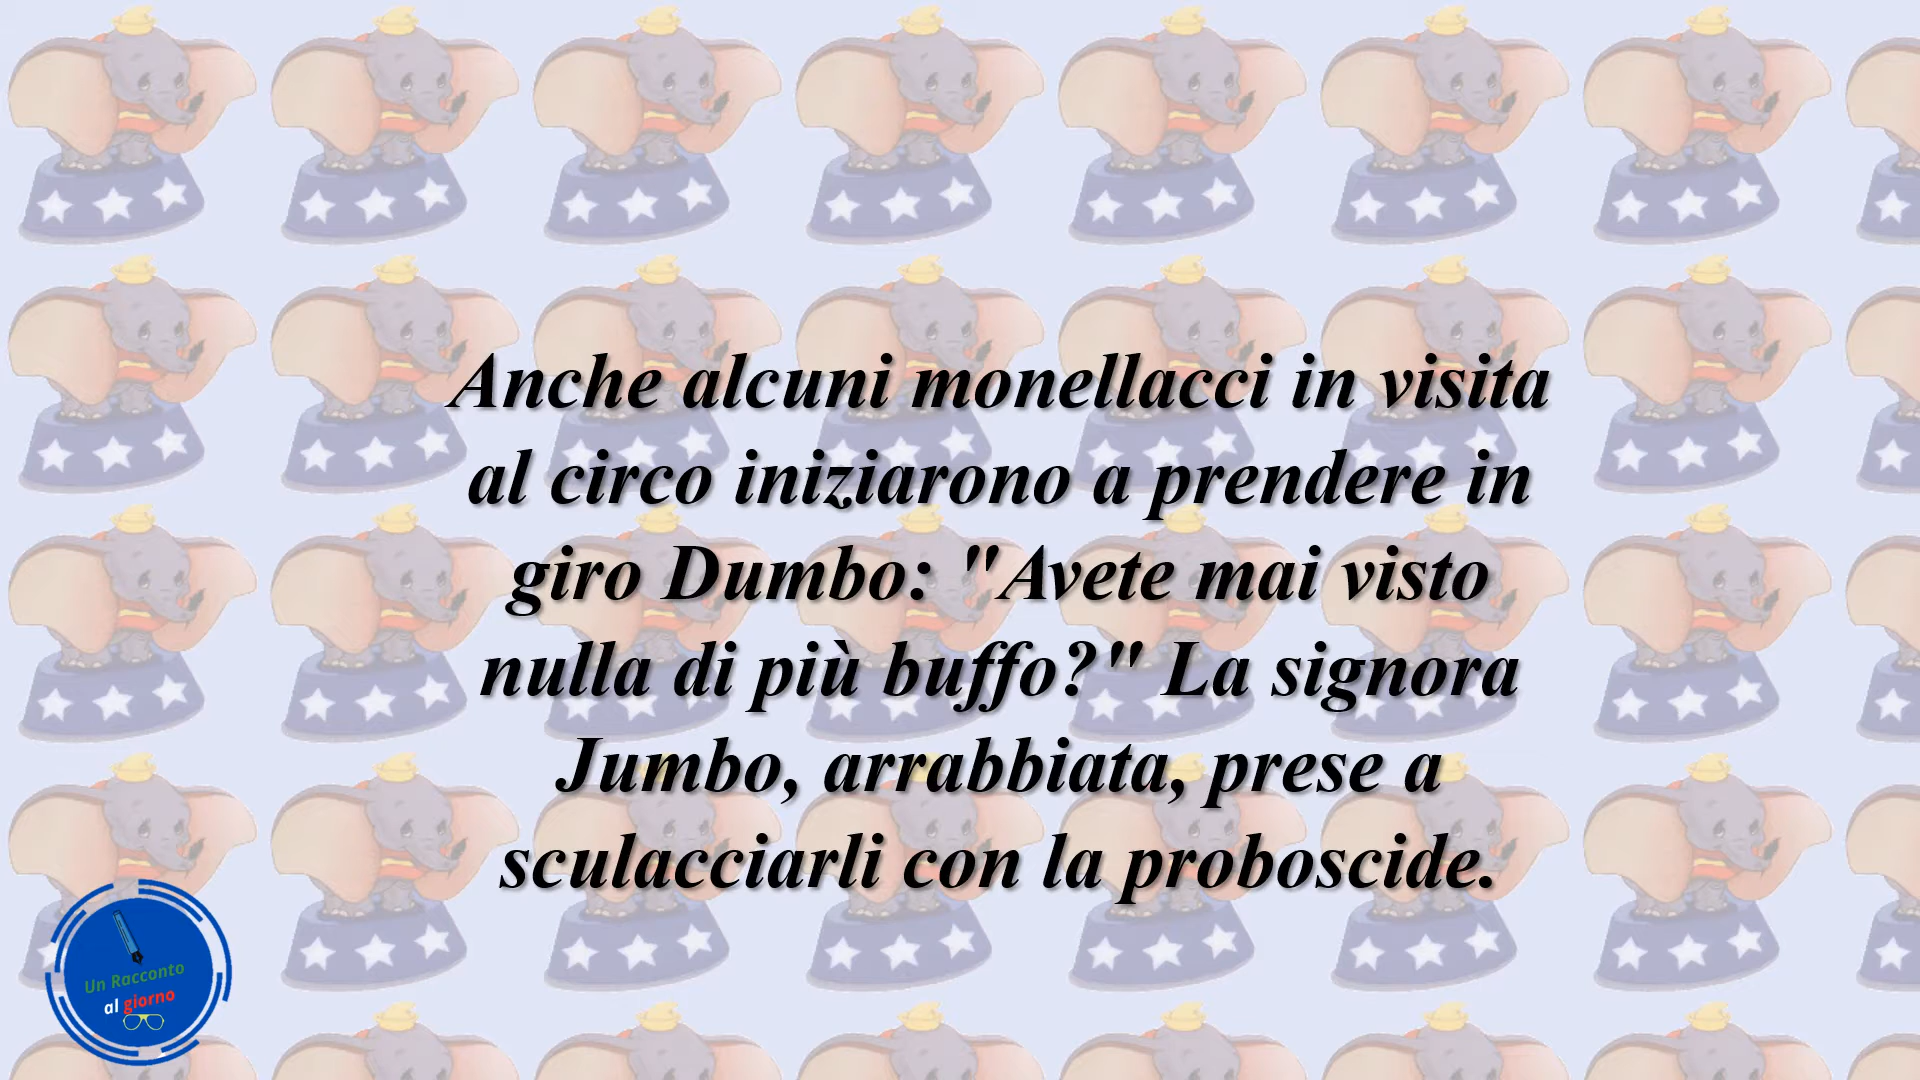 Anche alcuni monellacci in visita
al circo iniziarono a prendere in
giro Dumbo: "Avete mai visto
nulla di più buffo?" La signora
Jumbo, arrabbiata, prese a
sculacciarli con la proboscide.
Un Racconto
al giorno